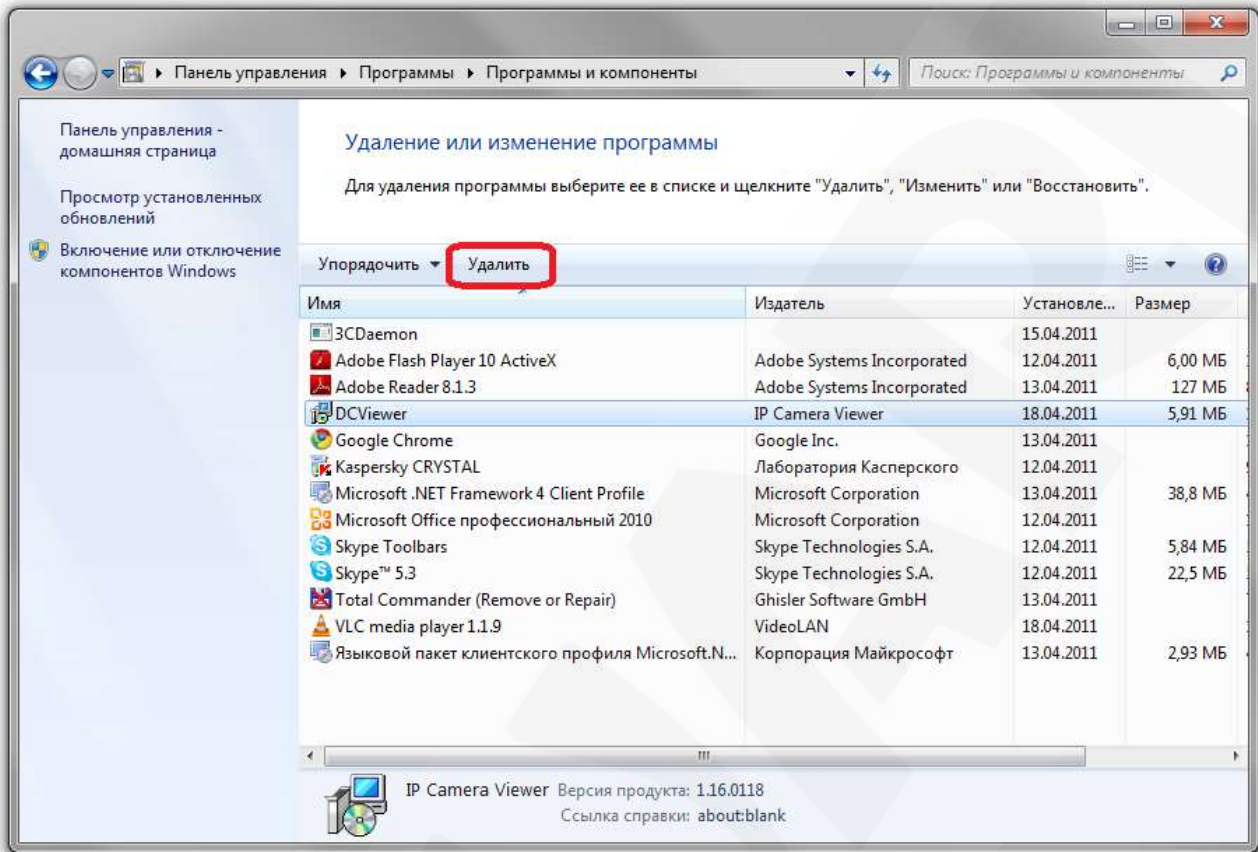 Панель управления Программы Программы и компоненты Поиск: Программы и компоненты
Панель управления -
домашняя страница
Просмотр установленных
обновлений
Включение или отключение
компонентов Windows
Удаление или изменение программы
Для удаления программы выберите ее в списке и щелкните "Удалить", "Изменить" или "Восстановить".
Упорядочить Удалить
Имя Издатель Установле... Размер
3CDaemon 15.04.2011
Adobe Flash Player 10 ActiveX Adobe Systems Incorporated 12.04.2011 6,00 МБ
Adobe Reader 8.1.3 Adobe Systems Incorporated 13.04.2011 127 МБ
DCViewer IP Camera Viewer 18.04.2011 5,91 МБ
Google Chrome Google Inc. 13.04.2011
Kaspersky CRYSTAL Лаборатория Касперского 12.04.2011
Microsoft .NET Framework 4 Client Profile Microsoft Corporation 13.04.2011 38,8 МБ
Microsoft Office профессиональный 2010 Microsoft Corporation 12.04.2011
Skype Toolbars Skype Technologies S.A. 12.04.2011 5,84 МБ
Skype™ 5.3 Skype Technologies S.A. 12.04.2011 22,5 МБ
Total Commander (Remove or Repair) Ghisler Software GmbH 13.04.2011
VLC media player 1.1.9 VideoLAN 18.04.2011
Языковой пакет клиентского профиля Microsoft.N... Корпорация Майкрософт 13.04.2011 2,93 МБ
IP Camera Viewer Версия продукта: 1.16.0118
Ссылка справки: about:blank